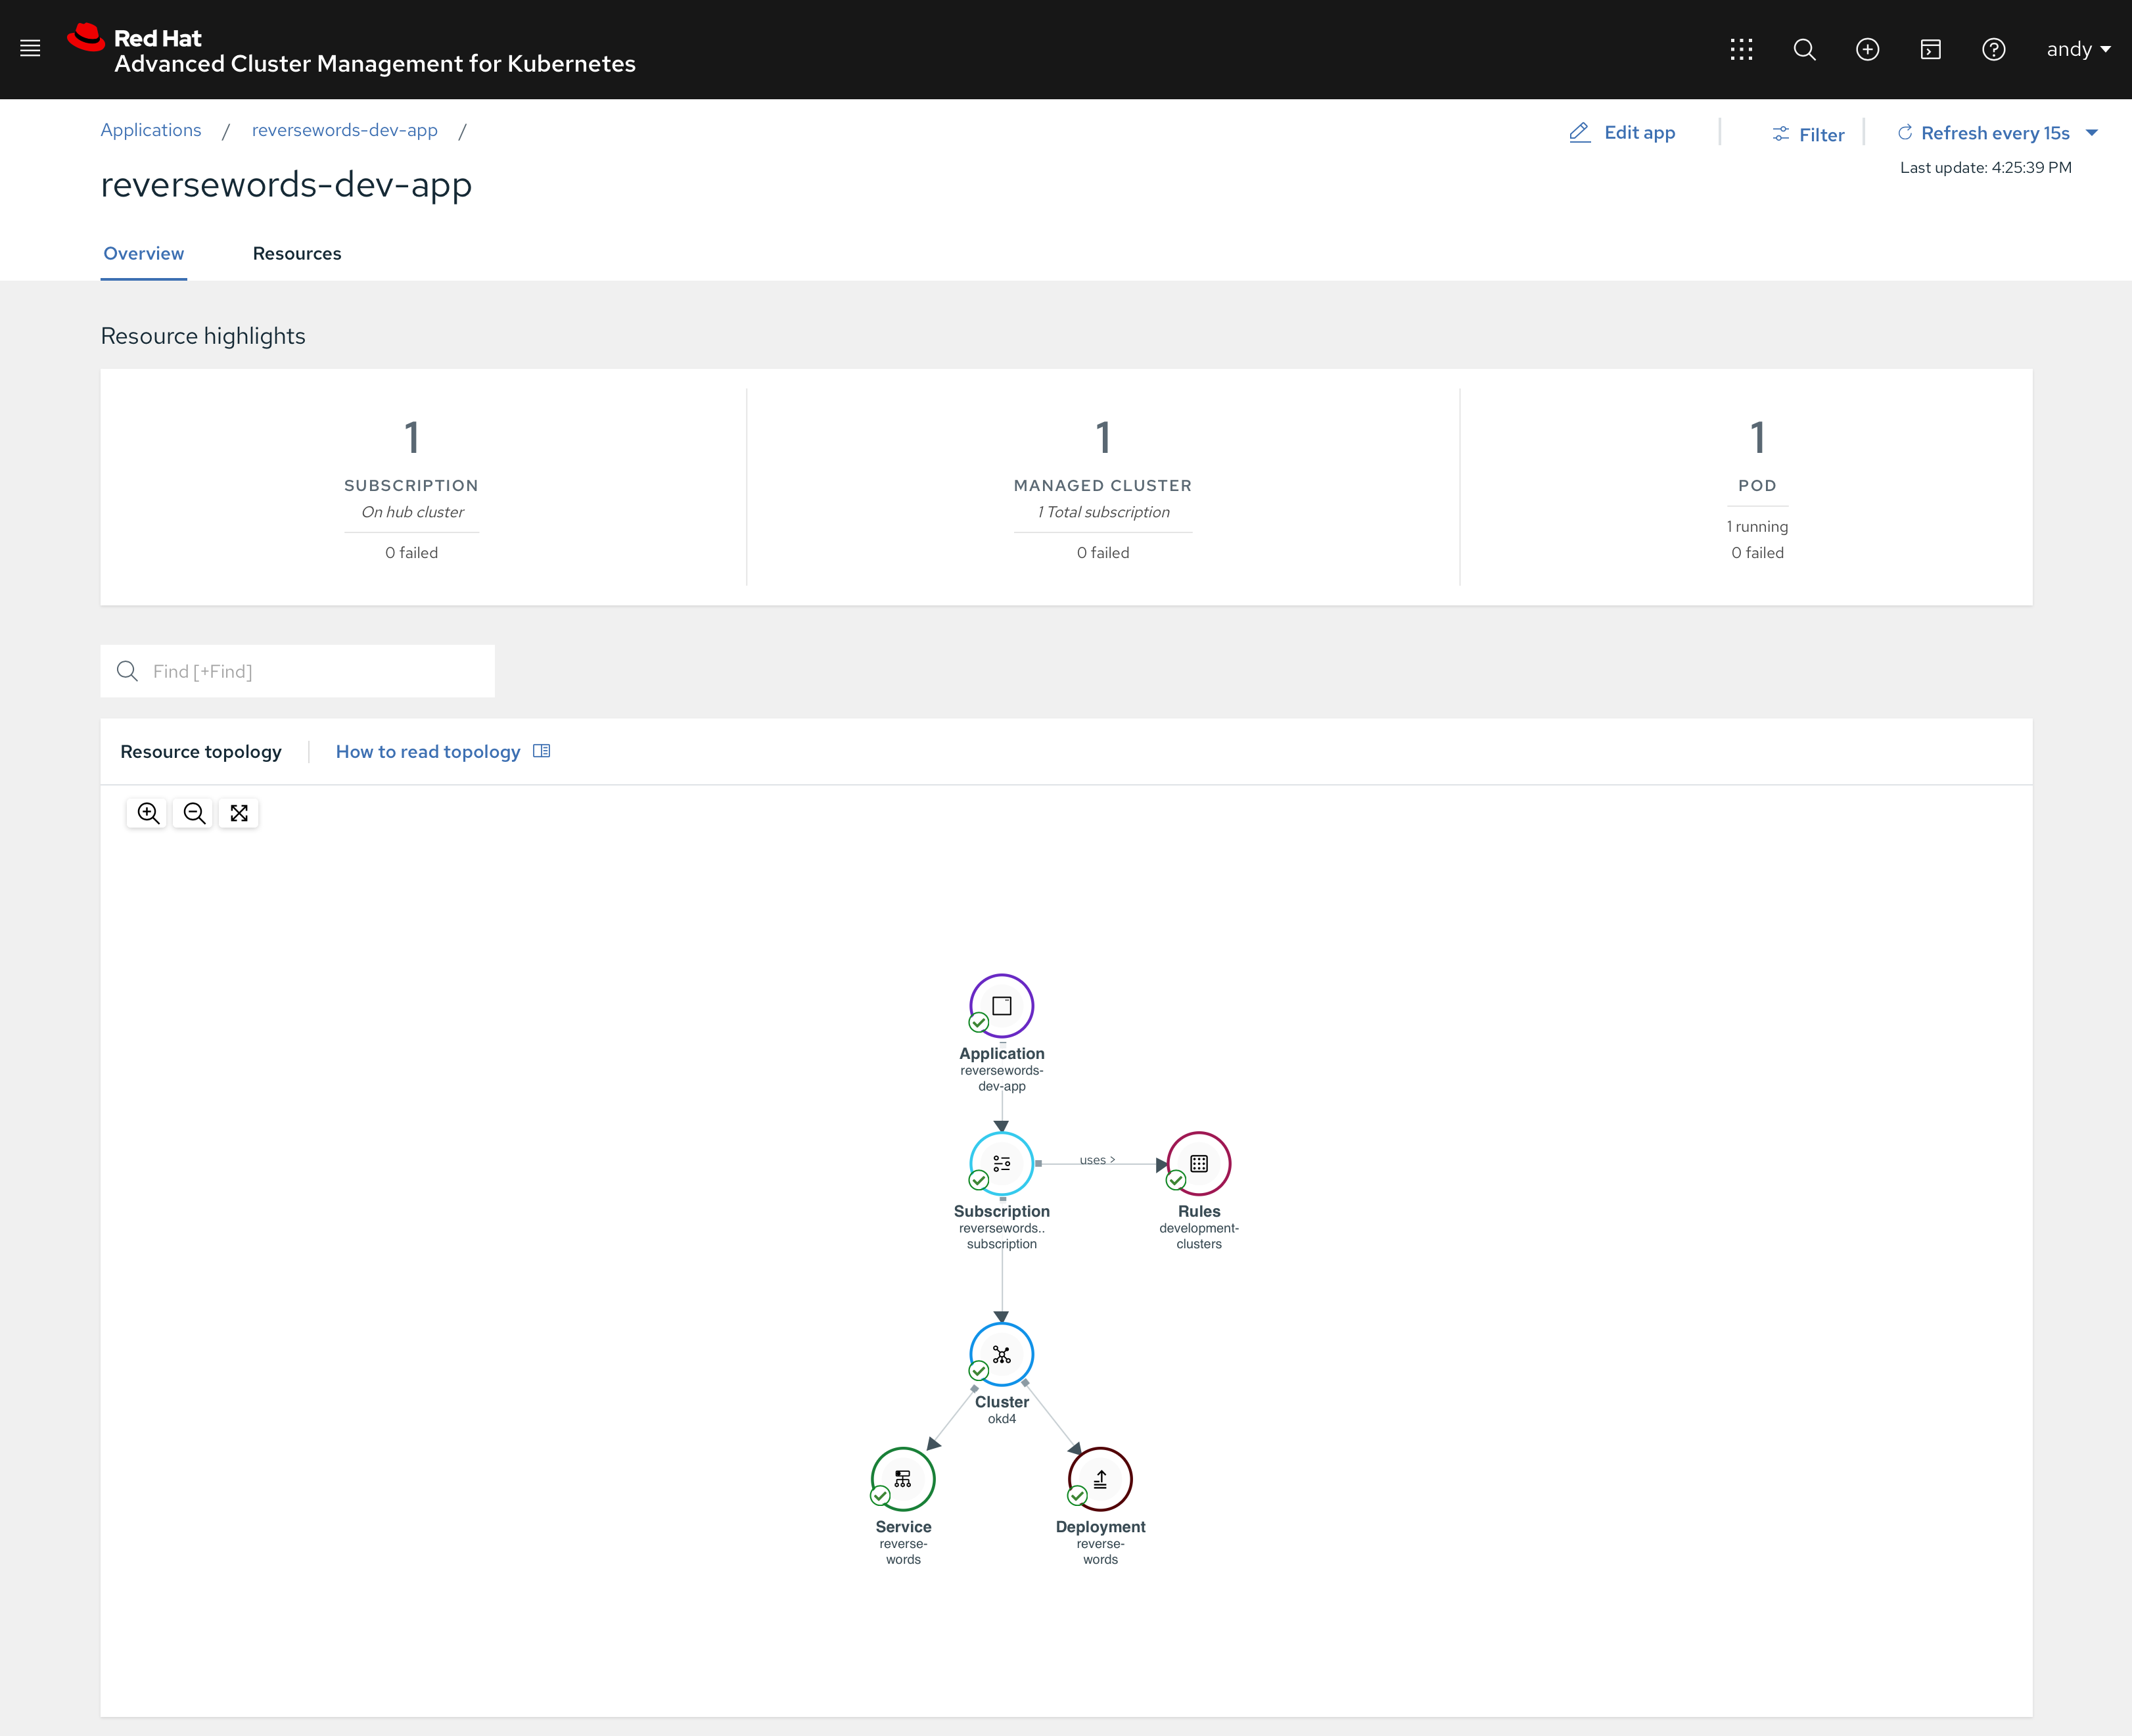 Red Hat
Advanced Cluster Management for Kubernetes
andy
Applications / reversewords-dev-app /
Edit app
Filter
Refresh every 15s
Last update: 4:25:39 PM
reversewords-dev-app
Overview
Resources
Resource highlights
1
SUBSCRIPTION
On hub cluster
0 failed
1
MANAGED CLUSTER
1 Total subscription
0 failed
1
POD
1 running
0 failed
Find [+Find]
Resource topology
How to read topology
Application
reversewords-
dev-app
uses >
Subscription
reversewords..
subscription
Rules
development-
clusters
Cluster
okd4
Service
reverse-
words
Deployment
reverse-
words